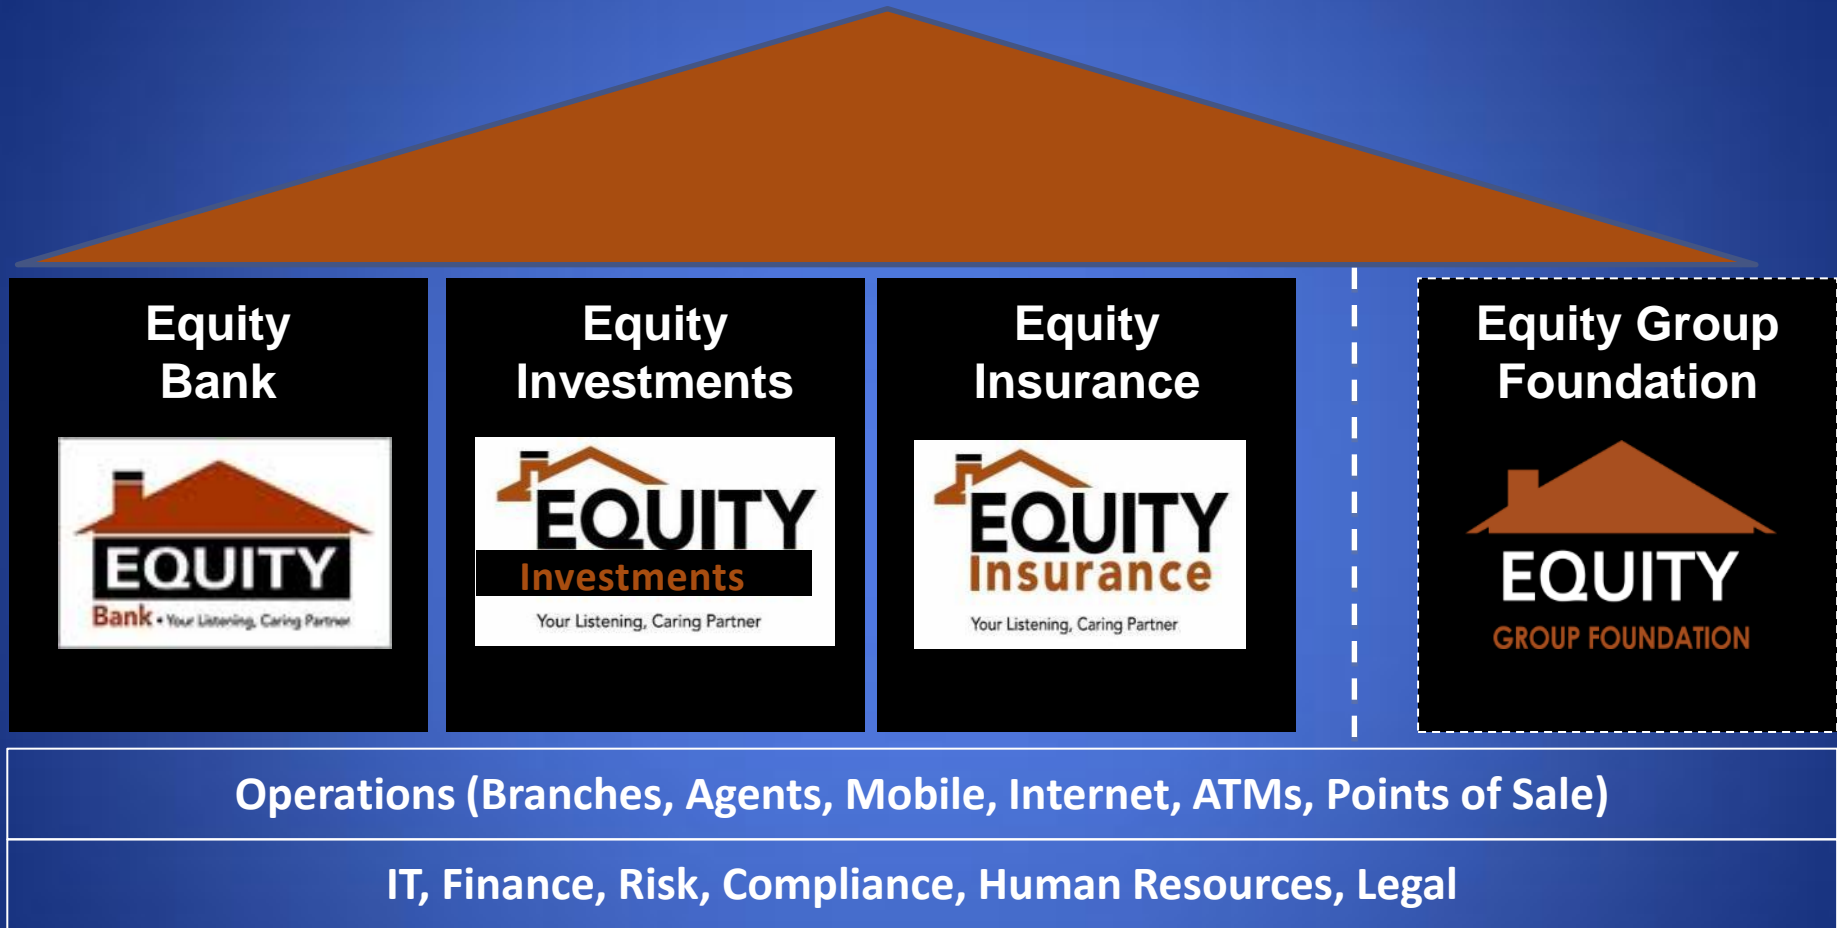 Equity
Bank
Equity
Investments
Equity
Insurance
Equity Group
Foundation
EQUITY
Bank • Your Listening, Caring Partner
EQUITY
Investments
Your Listening, Caring Partner
EQUITY
Insurance
Your Listening, Caring Partner
EQUITY
GROUP FOUNDATION
Operations (Branches, Agents, Mobile, Internet, ATMs, Points of Sale)
IT, Finance, Risk, Compliance, Human Resources, Legal